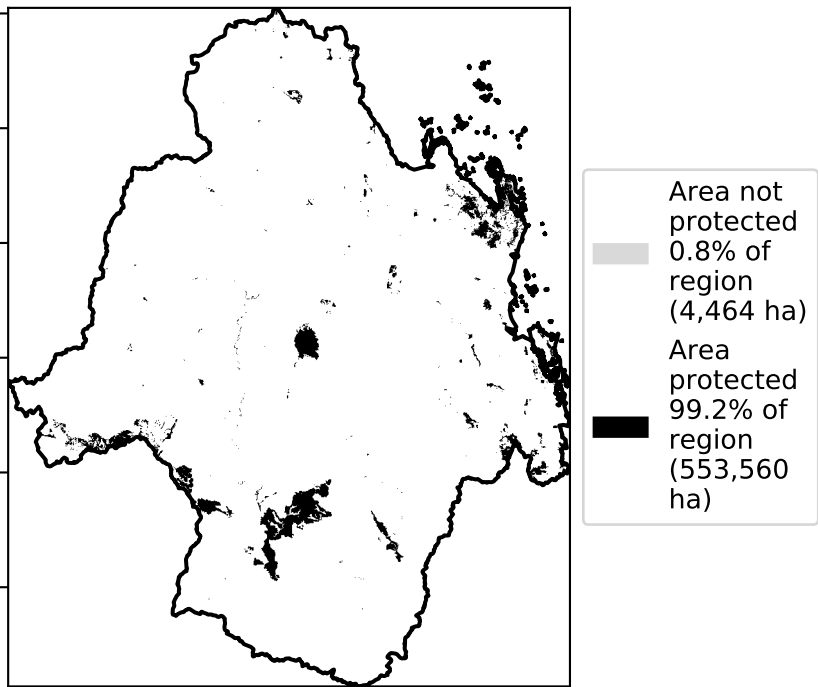 Area not
protected
0.8% of
region
(4,464 ha)
Area
protected
99.2% of
region
(553,560
ha)